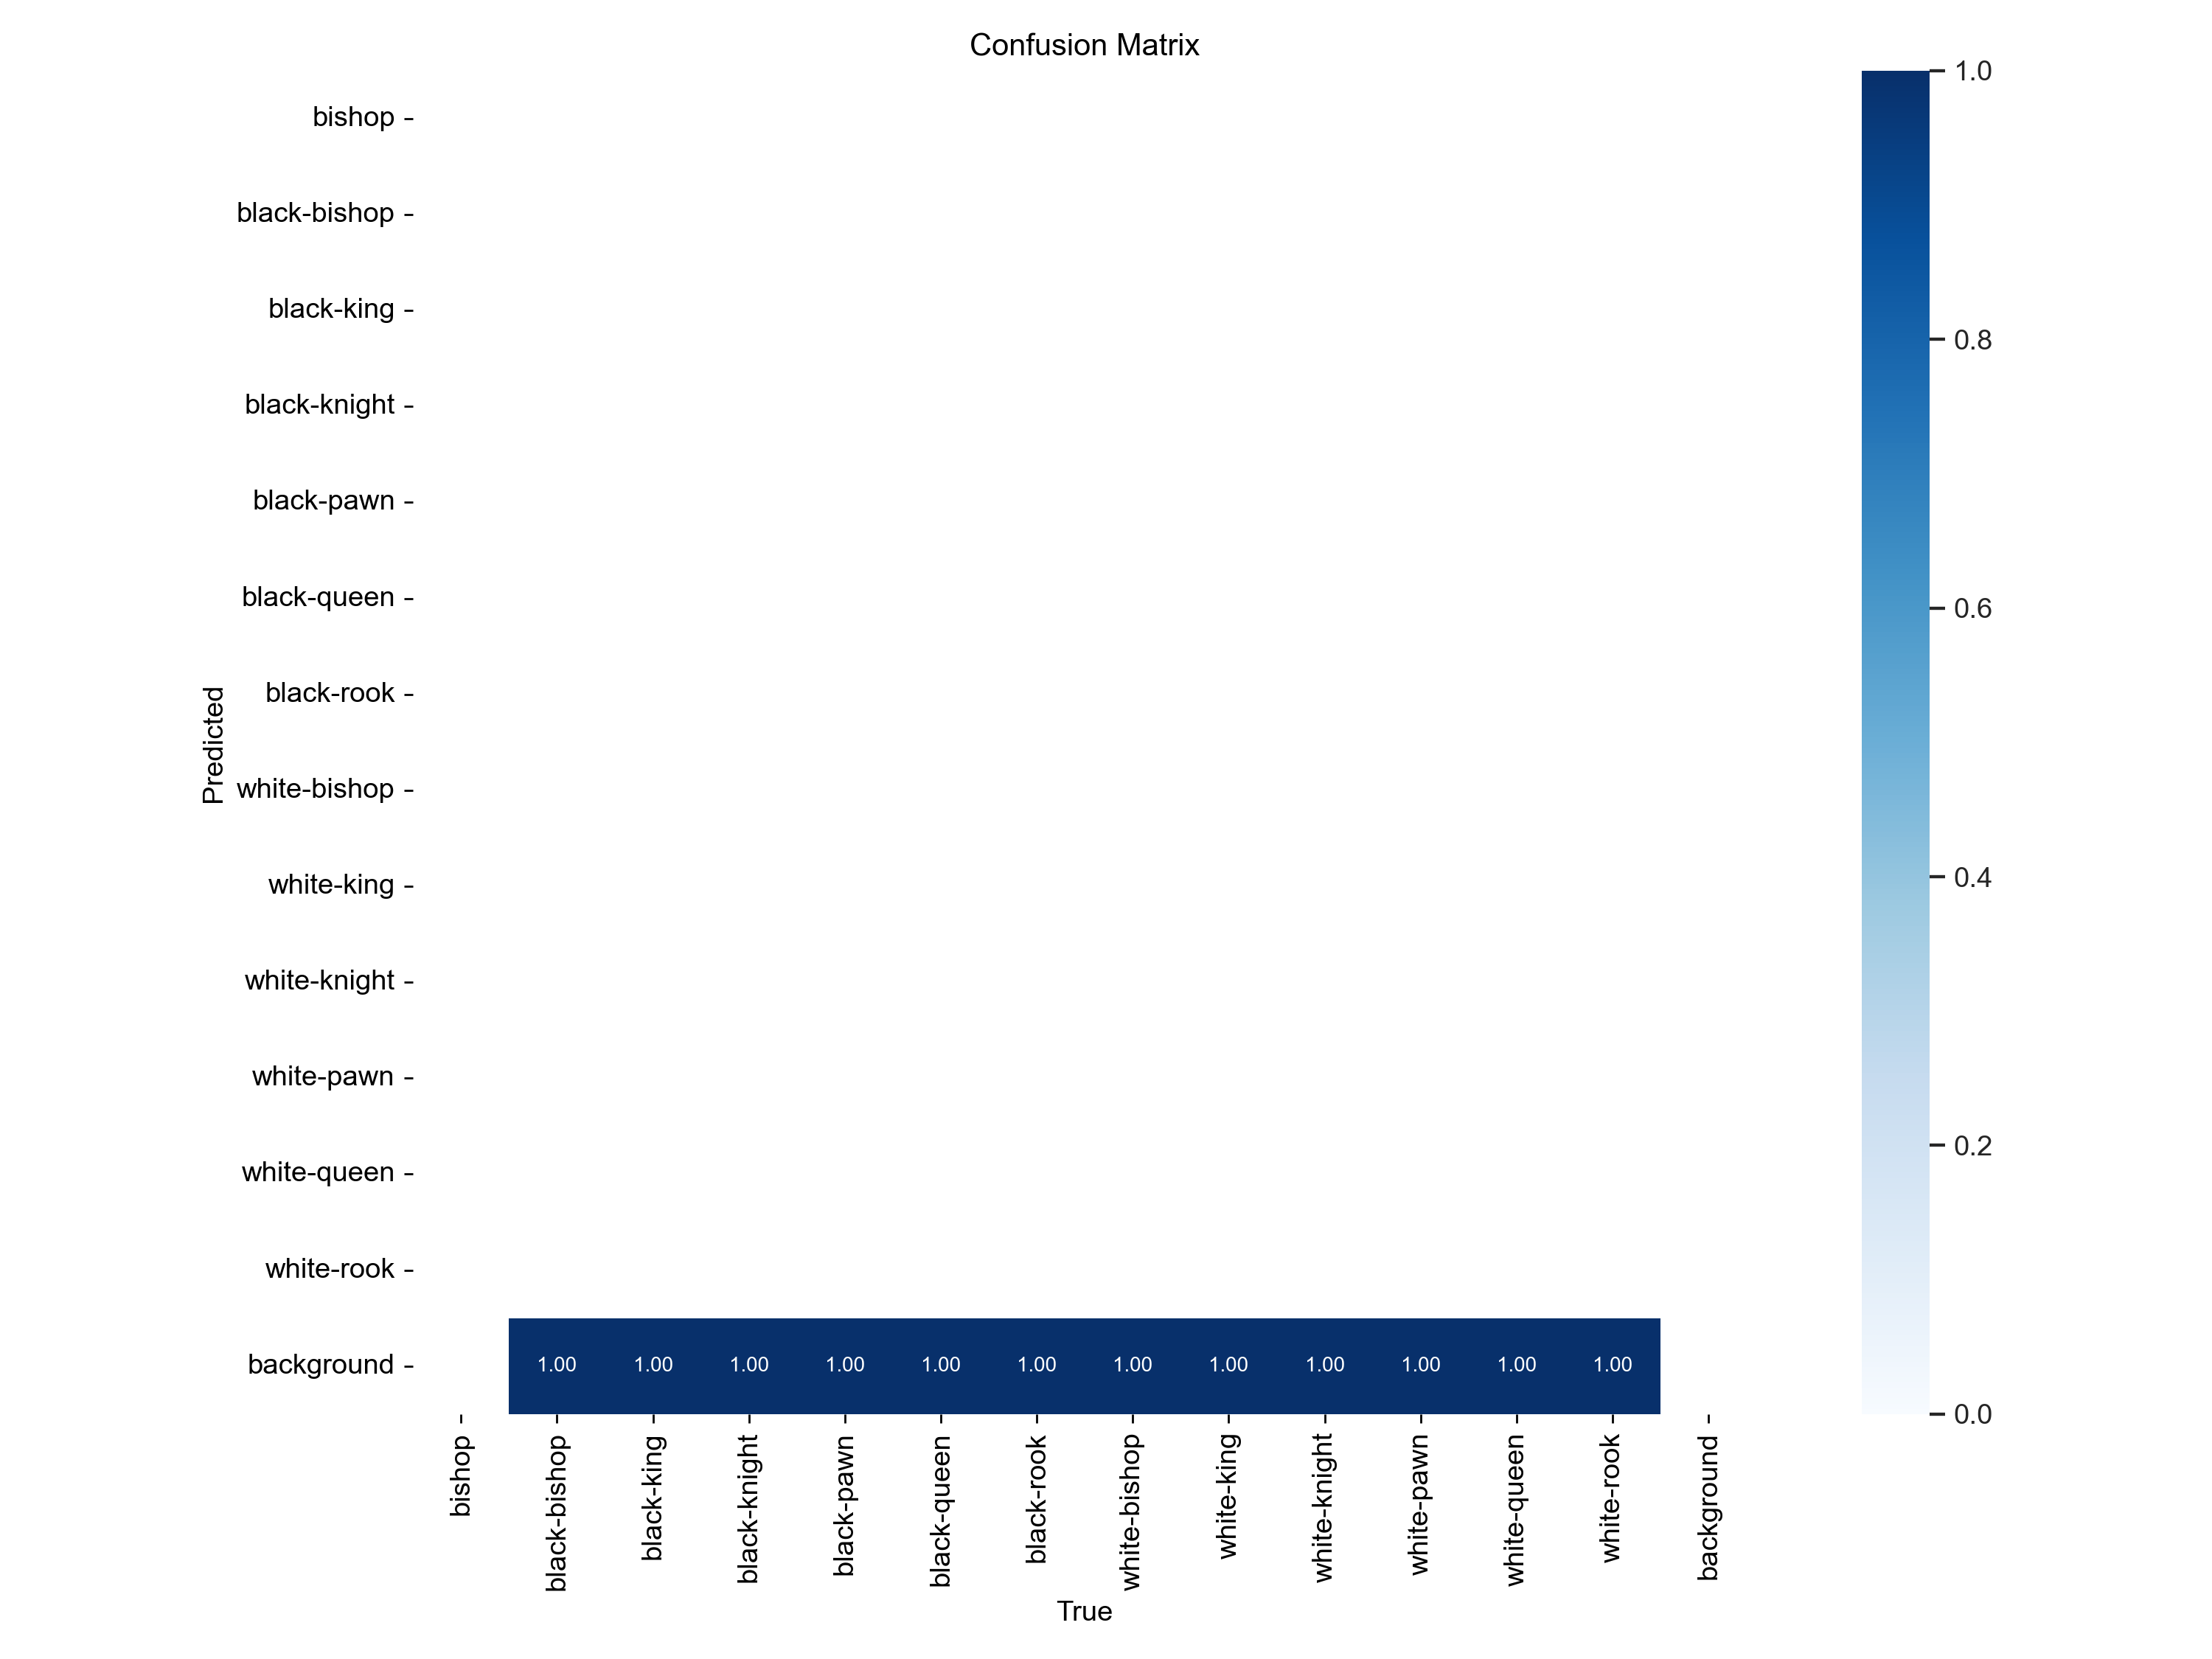 Confusion Matrix
bishop
black-bishop
black-king
black-knight
black-pawn
black-queen
black-rook
white-bishop
white-king
white-knight
white-pawn
white-queen
white-rook
background
Predicted
1.00 1.00 1.00 1.00 1.00 1.00 1.00 1.00 1.00 1.00 1.00 1.00
bishop
black-bishop
black-king
black-knight
black-pawn
black-queen
black-rook
white-bishop
white-king
white-knight
white-pawn
white-queen
white-rook
background
True
1.0
0.8
0.6
0.4
0.2
0.0